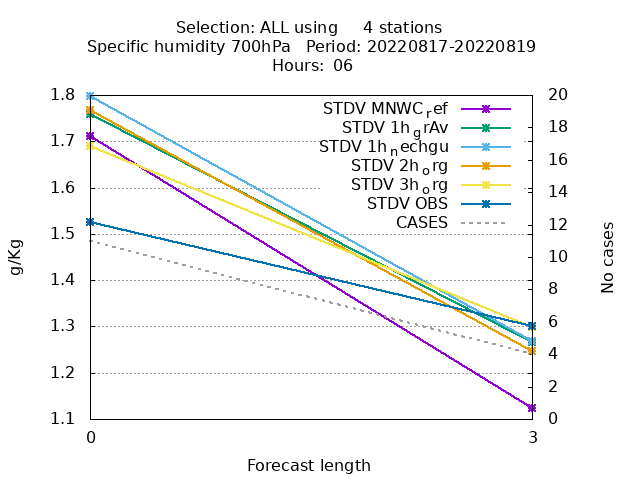 Selection: ALL using     4 stations
Specific humidity 700hPa   Period: 20220817-20220819
Hours:  06
1.8
1.7
1.6
1.5
1.4
1.3
1.2
1.1
g/Kg
STDV MNWC_ref
STDV 1h_grAv
STDV 1h_nechgu
STDV 2h_org
STDV 3h_org
STDV OBS
CASES
20
18
16
14
12
10
8
6
4
2
0
No cases
0 3
Forecast length